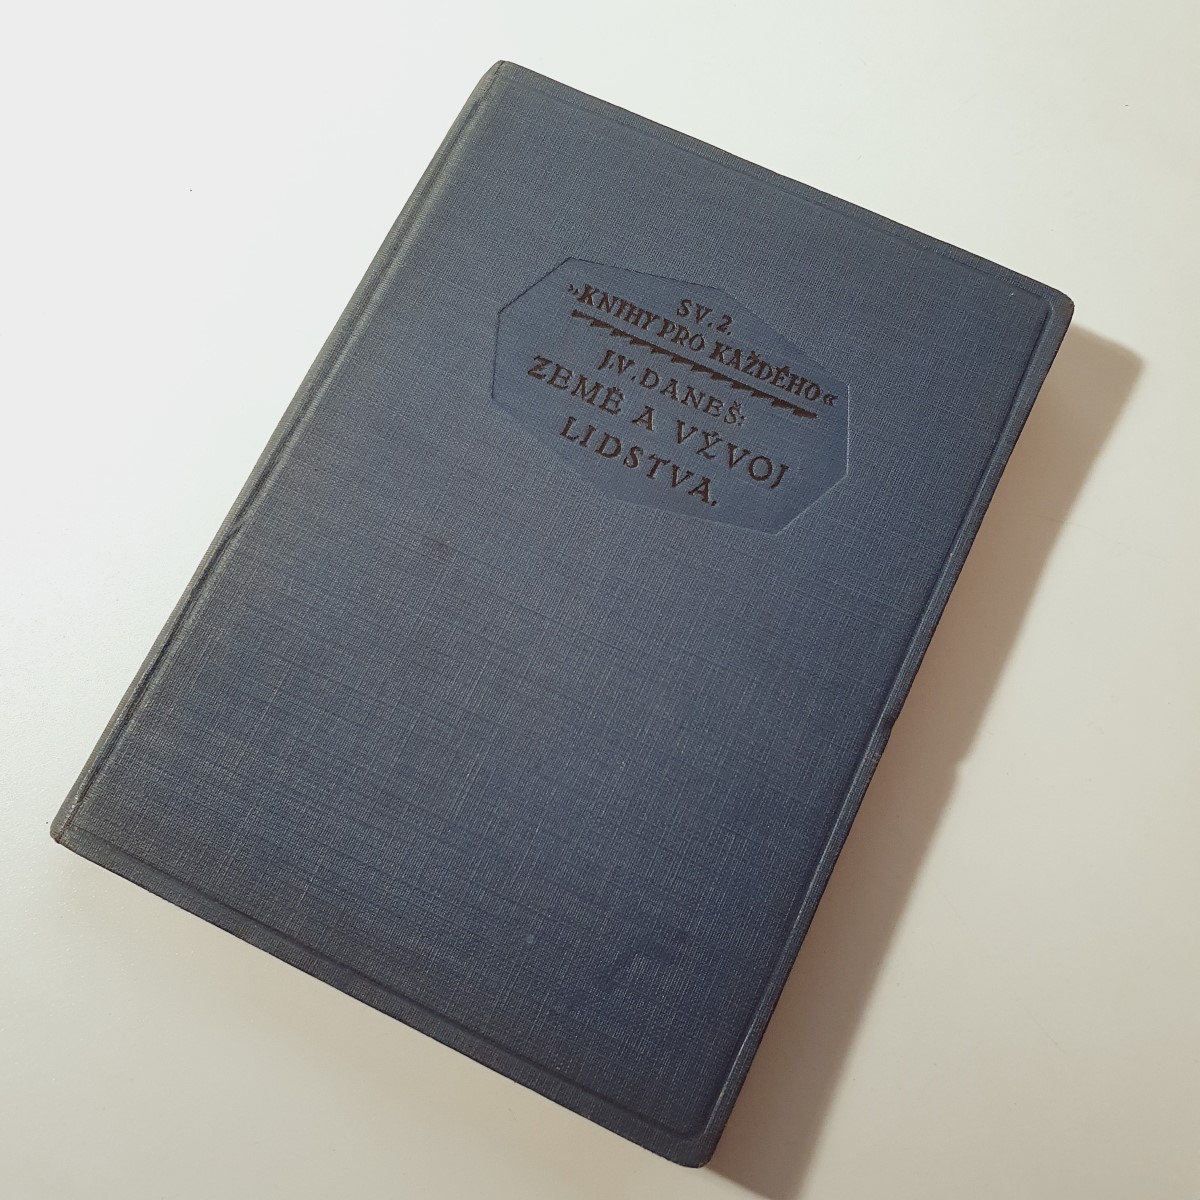 SV. 2.
»KNIHY PRO KAŽDÉHO«
J.V. DANEŠ:
ZEMĚ A VÝVOJ
LIDSTVA.